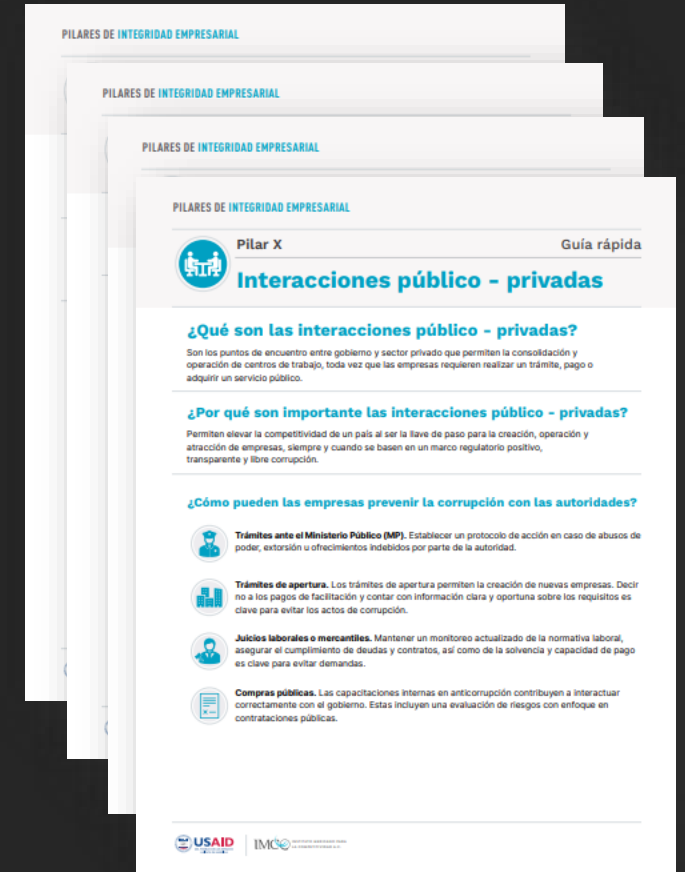 PILARES DE INTEGRIDAD EMPRESARIAL
PILARES DE INTEGRIDAD EMPRESARIAL
PILARES DE INTEGRIDAD EMPRESARIAL
PILARES DE INTEGRIDAD EMPRESARIAL
Pilar X
Guía rápida
Interacciones público - privadas
¿Qué son las interacciones público - privadas?
Son los puntos de encuentro entre gobierno y sector privado que permiten la consolidación y
operación de centros de trabajo, toda vez que las empresas requieren realizar un trámite, pago o
adquirir un servicio público.
¿Por qué son importante las interacciones público - privadas?
Permiten elevar la competitividad de un país al ser la llave de paso para la creación, operación y
atracción de empresas, siempre y cuando se basen en un marco regulatorio positivo,
transparente y libre corrupción.
¿Cómo pueden las empresas prevenir la corrupción con las autoridades?
Trámites ante el Ministerio Público (MP). Establecer un protocolo de acción en caso de abusos de
poder, extorsión u ofrecimientos indebidos por parte de la autoridad.
Trámites de apertura. Los trámites de apertura permiten la creación de nuevas empresas. Decir
no a los pagos de facilitación y contar con información clara y oportuna sobre los requisitos es
clave para evitar los actos de corrupción.
Juicios laborales o mercantiles. Mantener un monitoreo actualizado de la normativa laboral,
asegurar el cumplimiento de deudas y contratos, así como de la solvencia y capacidad de pago
es clave para evitar demandas.
Compras públicas. Las capacitaciones internas en anticorrupción contribuyen a interactuar
correctamente con el gobierno. Estas incluyen una evaluación de riesgos con enfoque en
contrataciones públicas.
USAID
IMCO